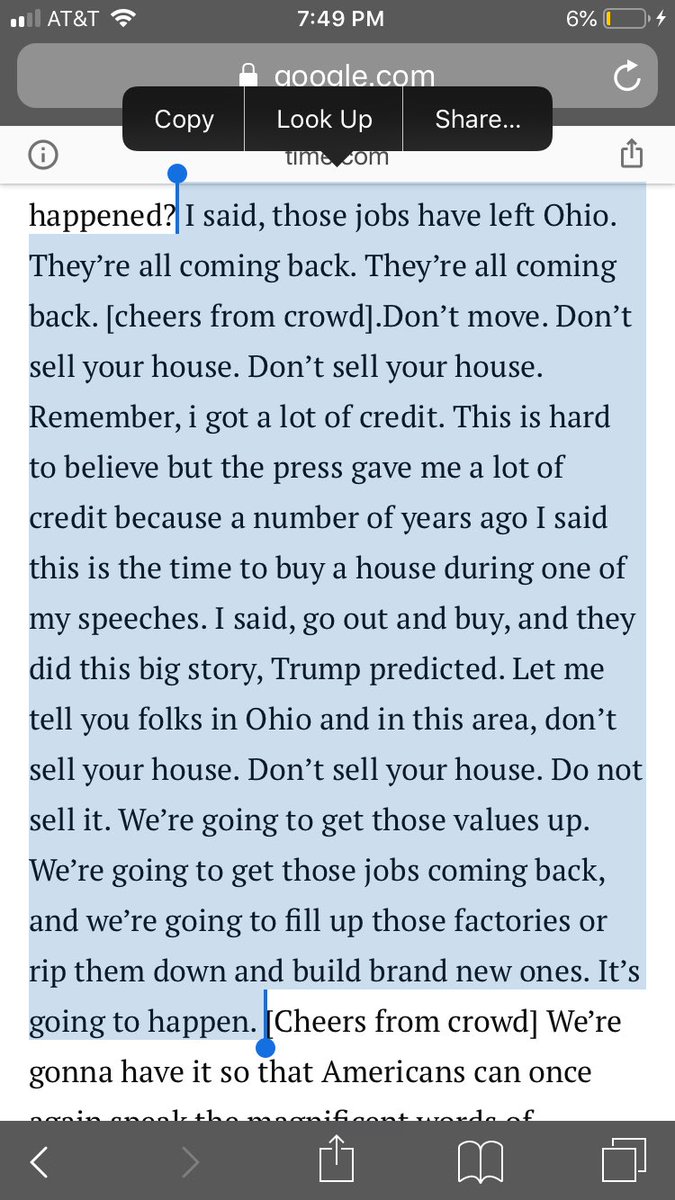 AT&T 7:49 PM 6%
google.com
Copy Look Up Share...
time.com
happened? I said, those jobs have left Ohio.
They’re all coming back. They’re all coming
back. [cheers from crowd].Don’t move. Don’t
sell your house. Don’t sell your house.
Remember, i got a lot of credit. This is hard
to believe but the press gave me a lot of
credit because a number of years ago I said
this is the time to buy a house during one of
my speeches. I said, go out and buy, and they
did this big story, Trump predicted. Let me
tell you folks in Ohio and in this area, don’t
sell your house. Don’t sell your house. Do not
sell it. We’re going to get those values up.
We’re going to get those jobs coming back,
and we’re going to fill up those factories or
rip them down and build brand new ones. It’s
going to happen. [Cheers from crowd] We’re
gonna have it so that Americans can once
again speak the magnificent words of